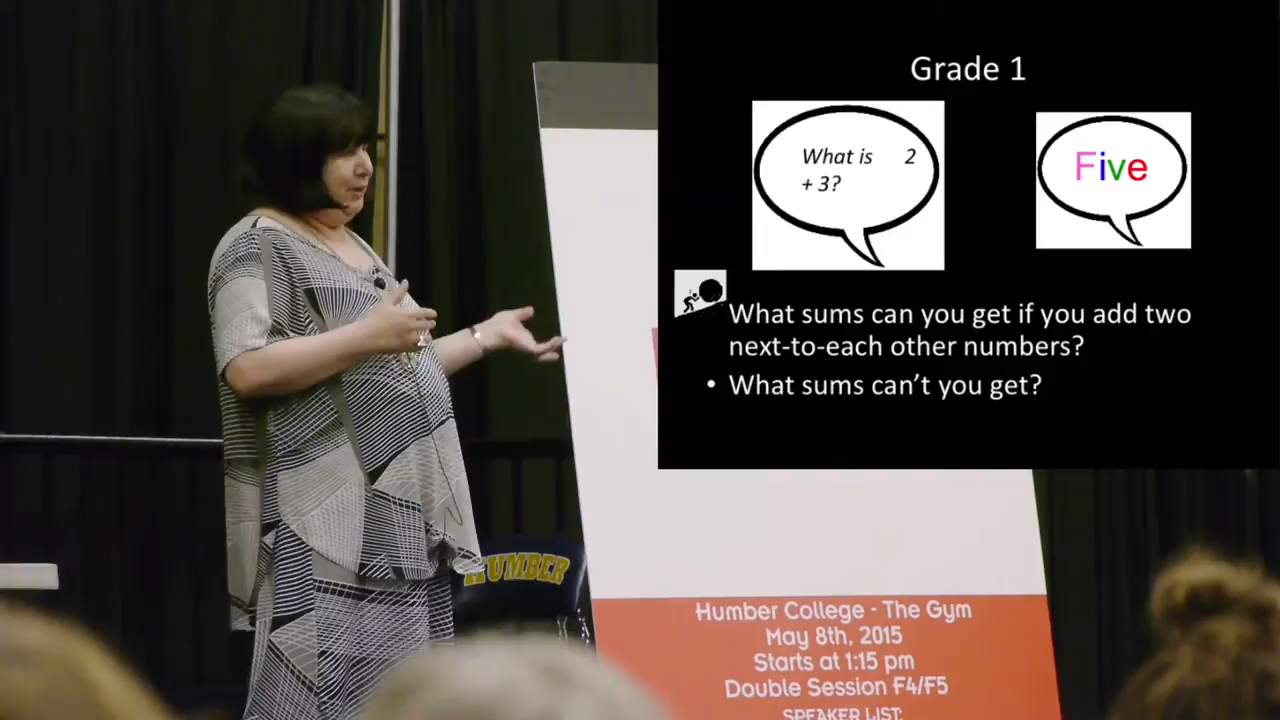 Grade 1
What is 2
+ 3?
Five
What sums can you get if you add two
next-to-each other numbers?
• What sums can't you get?
HUMBER
Humber College - The Gym
May 8th, 2015
Starts at 1:15 pm
Double Session F4/F5
SPEAKER LIST: